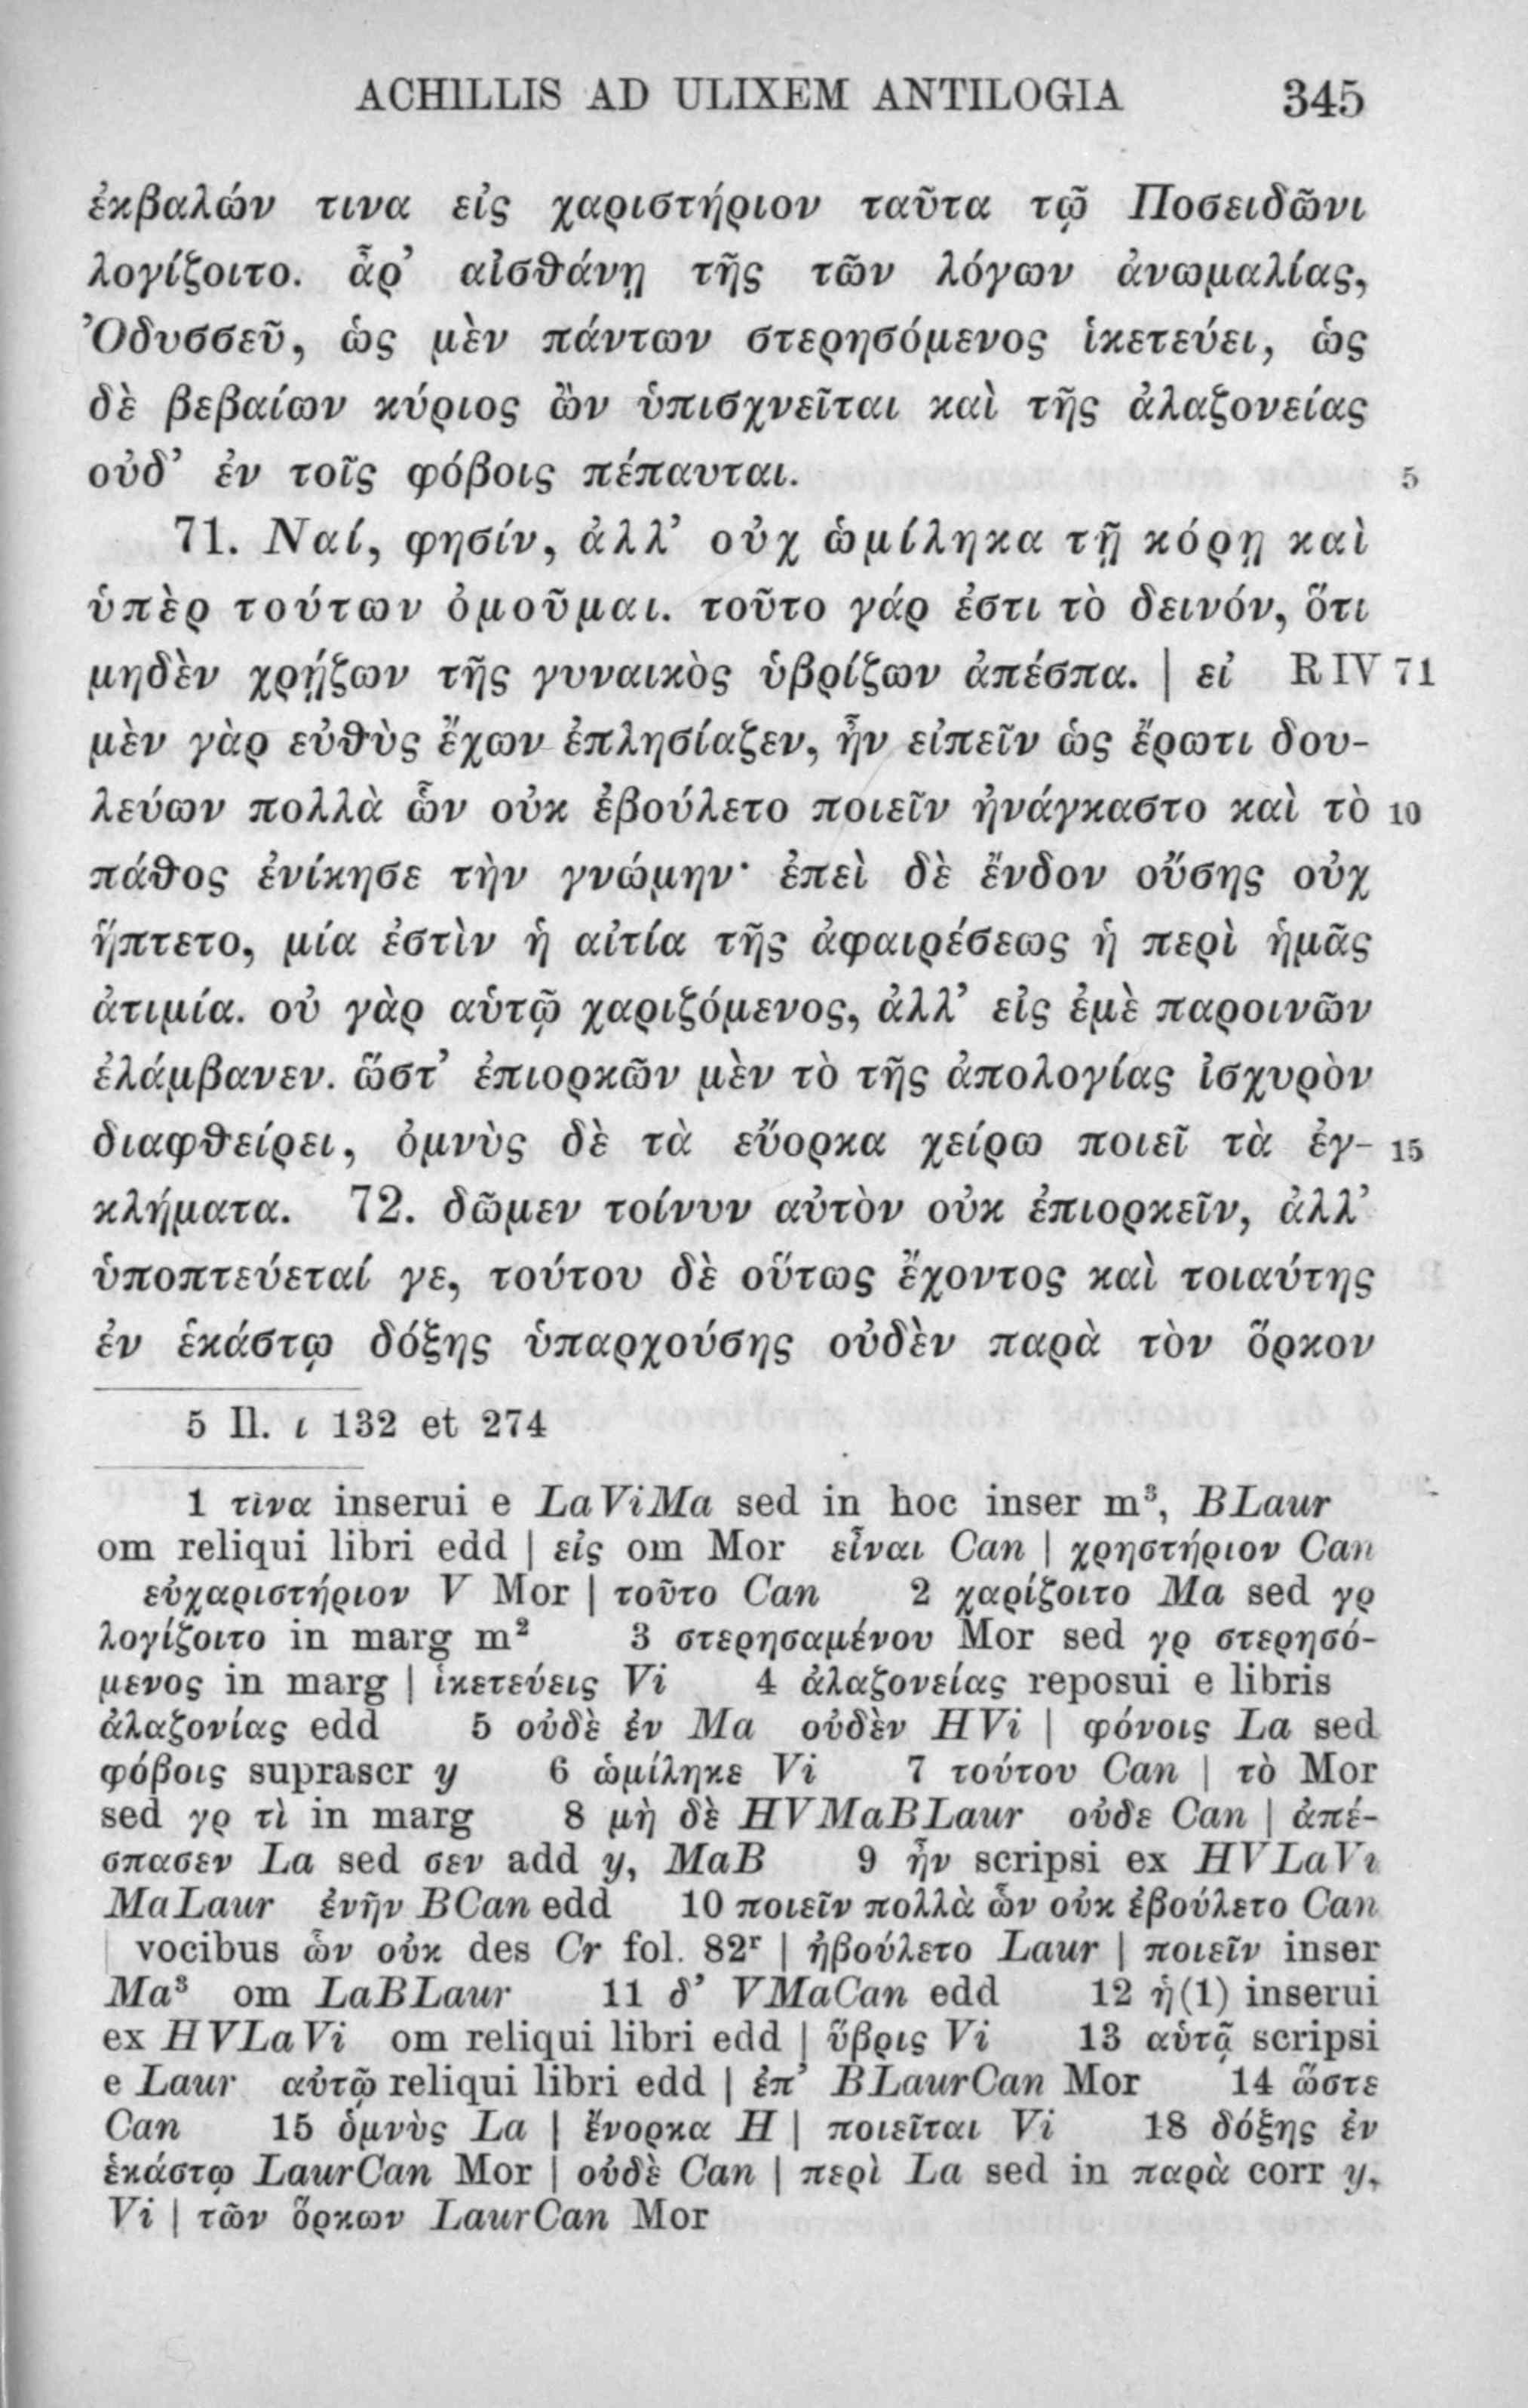 ACHILLIS AD ULIXEM ANTILOGIA 345
ἐκβαλών τινα εἰς χαριστήριον ταῦτα τῷ Ποσειδῶνι
λογίζοιτο. ἆρ’ αἰσθάνῃ τῆς τῶν λόγων ἀνωμαλίας,
Ὀδυσσεῦ, ὡς μὲν πάντων στερησόμενος ἱκετεύει, ὡς
δὲ βεβαίων κύριος ὢν ὑπισχνεῖται καὶ τῆς ἀλαζονείας
οὐδ’ ἐν τοῖς φόβοις πέπαυται. 5
71. Ναί, φησίν, ἀλλ’ οὐχ ὡμίληκα τῇ κόρῃ καὶ
ὑπὲρ τούτων ὀμοῦμαι. τοῦτο γάρ ἐστι τὸ δεινόν, ὅτι
μηδὲν χρῄζων τῆς γυναικὸς ὑβρίζων ἀπέσπα. | εἰ R IV 71
μὲν γὰρ εὐθὺς ἔχων ἐπλησίαζεν, ἦν εἰπεῖν ὡς ἔρωτι δου-
λεύων πολλὰ ὧν οὐκ ἐβούλετο ποιεῖν ἠνάγκαστο καὶ τὸ 10
πάθος ἐνίκησε τὴν γνώμην· ἐπεὶ δὲ ἔνδον οὔσης οὐχ
ἥπτετο, μία ἐστὶν ἡ αἰτία τῆς ἀφαιρέσεως ἡ περὶ ἡμᾶς
ἀτιμία. οὐ γὰρ αὑτῷ χαριζόμενος, ἀλλ’ εἰς ἐμὲ παροινῶν
ἐλάμβανεν. ὥστ’ ἐπιορκῶν μὲν τὸ τῆς ἀπολογίας ἰσχυρὸν
διαφθείρει, ὀμνὺς δὲ τὰ εὔορκα χείρω ποιεῖ τὰ ἐγ- 15
κλήματα. 72. δῶμεν τοίνυν αὐτὸν οὐκ ἐπιορκεῖν, ἀλλ’
ὑποπτεύεταί γε, τούτου δὲ οὕτως ἔχοντος καὶ τοιαύτης
ἐν ἑκάστῳ δόξης ὑπαρχούσης οὐδὲν παρὰ τὸν ὅρκον
5 Il. ι 132 et 274
1 τινα inserui e LaViMa sed in hoc inser m³, BLaur
om reliqui libri edd | εἰς om Mor εἶναι Can | χρηστήριον Can
εὐχαριστήριον V Mor | τοῦτο Can 2 χαρίζοιτο Ma sed γρ
λογίζοιτο in marg m² 3 στερησαμένου Mor sed γρ στερησό-
μενος in marg | ἱκετεύεις Vi 4 ἀλαζονείας reposui e libris
ἀλαζονίας edd 5 οὐδὲ ἐν Ma οὐδὲν HVi | φόνοις La sed
φόβοις suprascr y 6 ὡμίληκε Vi 7 τούτου Can | τὸ Mor
sed γρ τὶ in marg 8 μὴ δὲ HVMaBLaur οὐδε Can | ἀπέ-
σπασεν La sed σεν add y, MaB 9 ἦν scripsi ex HVLaVi
MaLaur ἐνῆν BCan edd 10 ποιεῖν πολλὰ ὧν οὐκ ἐβούλετο Can
| vocibus ὧν οὐκ des Cr fol. 82ʳ | ἠβούλετο Laur | ποιεῖν inser
Ma³ om LaBLaur 11 δ’ VMaCan edd 12 ἡ(1) inserui
ex HVLaVi om reliqui libri edd | ὕβρις Vi 13 αὑτῷ scripsi
e Laur αὐτῷ reliqui libri edd | ἐπ’ BLaurCan Mor 14 ὥστε
Can 15 ὁμνὺς La | ἔνορκα H | ποιεῖται Vi 18 δόξης ἐν
ἑκάστῳ LaurCan Mor | οὐδὲ Can | περὶ La sed in παρὰ corr y,
Vi | τῶν ὅρκων LaurCan Mor